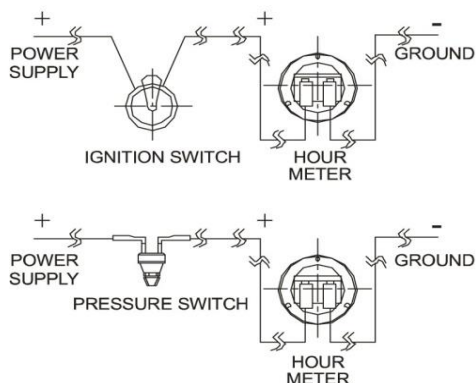 + + -
POWER
SUPPLY
GROUND
IGNITION SWITCH
HOUR
METER
+ + -
POWER
SUPPLY
GROUND
PRESSURE SWITCH
HOUR
METER